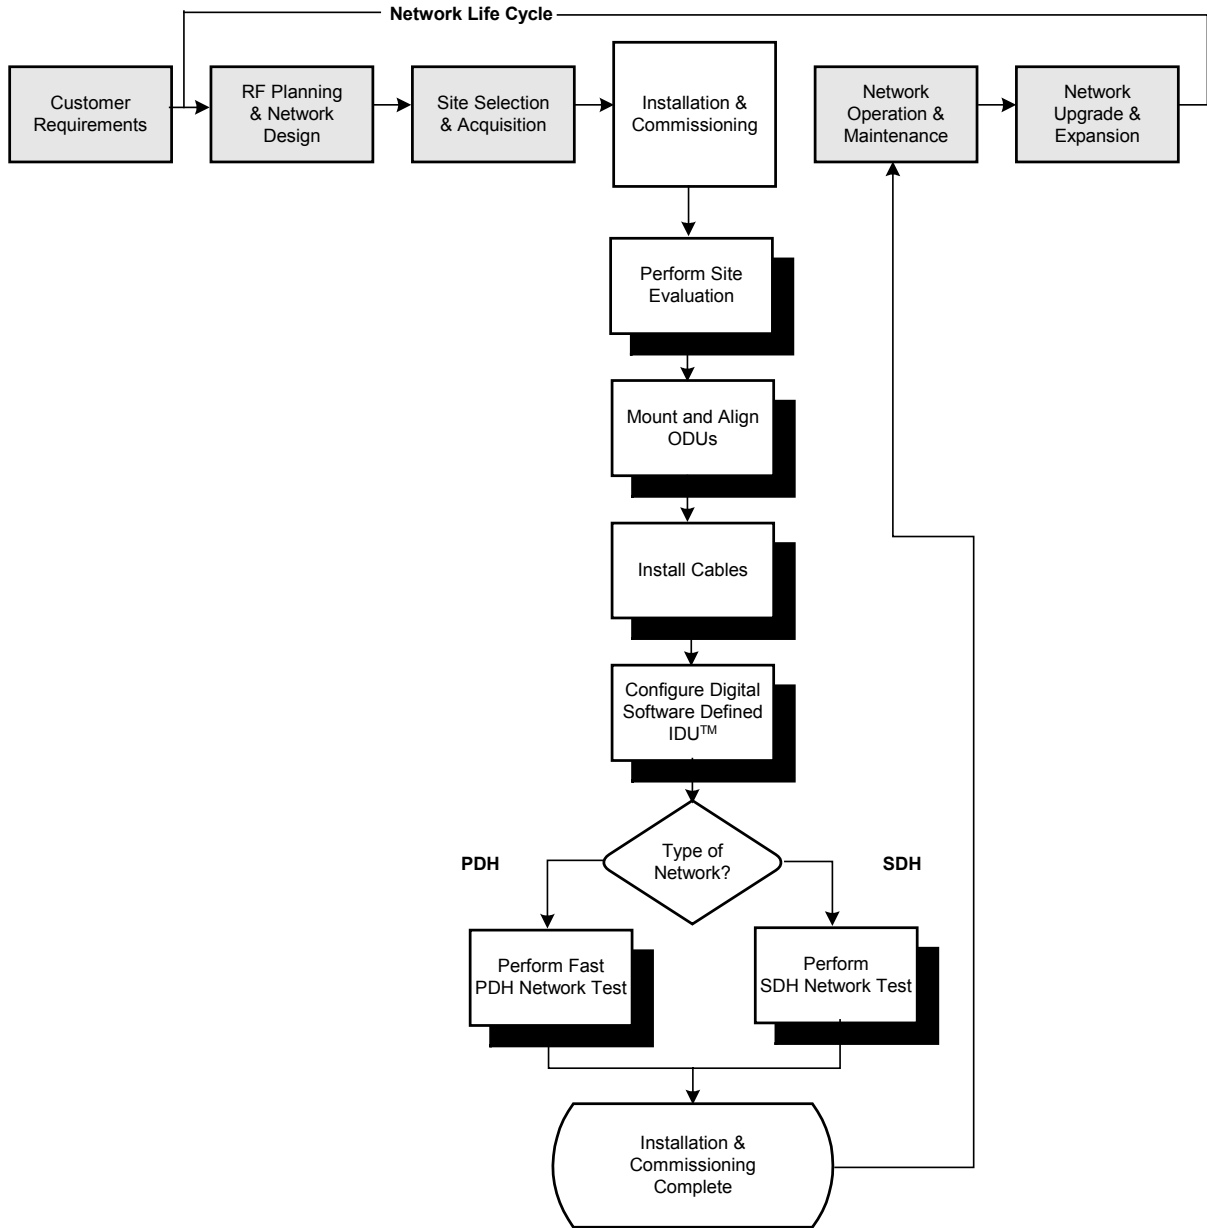 Network Life Cycle
Customer
Requirements
RF Planning
& Network
Design
Site Selection
& Acquisition
Installation &
Commissioning
Network
Operation &
Maintenance
Network
Upgrade &
Expansion
Perform Site
Evaluation
Mount and Align
ODUs
Install Cables
Configure Digital
Software Defined
IDU™
Type of
Network?
PDH
SDH
Perform Fast
PDH Network Test
Perform
SDH Network Test
Installation &
Commissioning
Complete